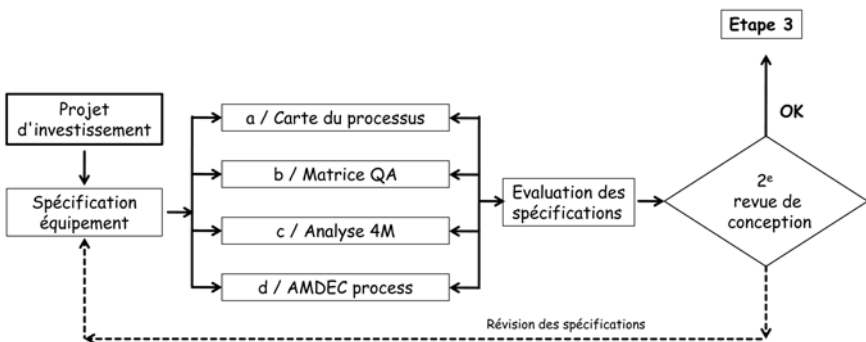 Etape 3
Projet
d'investissement
a / Carte du processus
OK
b / Matrice QA
Spécification
équipement
Evaluation des
spécifications
2e
revue de
conception
c / Analyse 4M
d / AMDEC process
Révision des spécifications